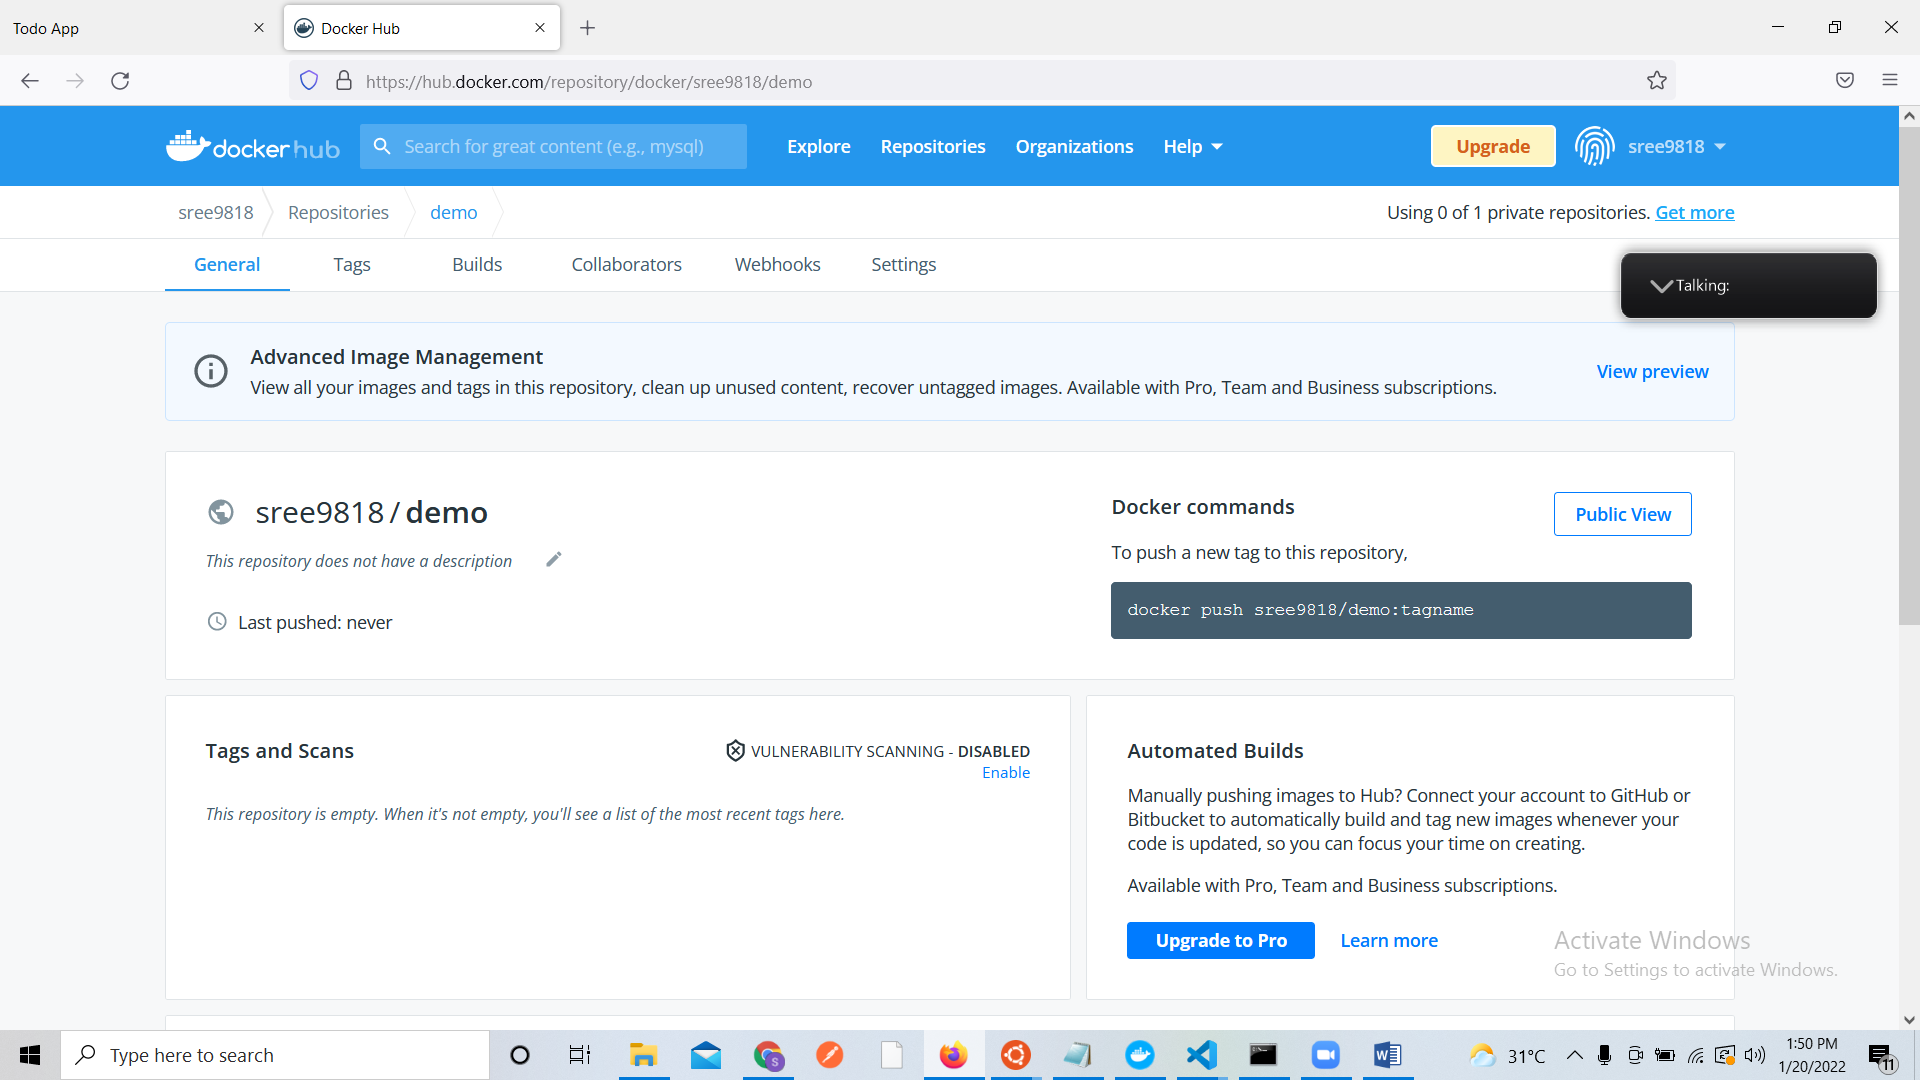 Todo App
Docker Hub
https://hub.docker.com/repository/docker/sree9818/demo
docker hub
Search for great content (e.g., mysql)
Explore
Repositories
Organizations
Help
Upgrade
sree9818
sree9818
Repositories
demo
Using 0 of 1 private repositories. Get more
General
Tags
Builds
Collaborators
Webhooks
Settings
Talking:
Advanced Image Management
View all your images and tags in this repository, clean up unused content, recover untagged images. Available with Pro, Team and Business subscriptions.
View preview
sree9818 / demo
This repository does not have a description
Last pushed: never
Docker commands
Public View
To push a new tag to this repository,
docker push sree9818/demo:tagname
Tags and Scans
VULNERABILITY SCANNING - DISABLED
Enable
This repository is empty. When it's not empty, you'll see a list of the most recent tags here.
Automated Builds
Manually pushing images to Hub? Connect your account to GitHub or
Bitbucket to automatically build and tag new images whenever your
code is updated, so you can focus your time on creating.
Available with Pro, Team and Business subscriptions.
Upgrade to Pro
Learn more
Activate Windows
Go to Settings to activate Windows.
Type here to search
S
W
31°C
1:50 PM
1/20/2022
11